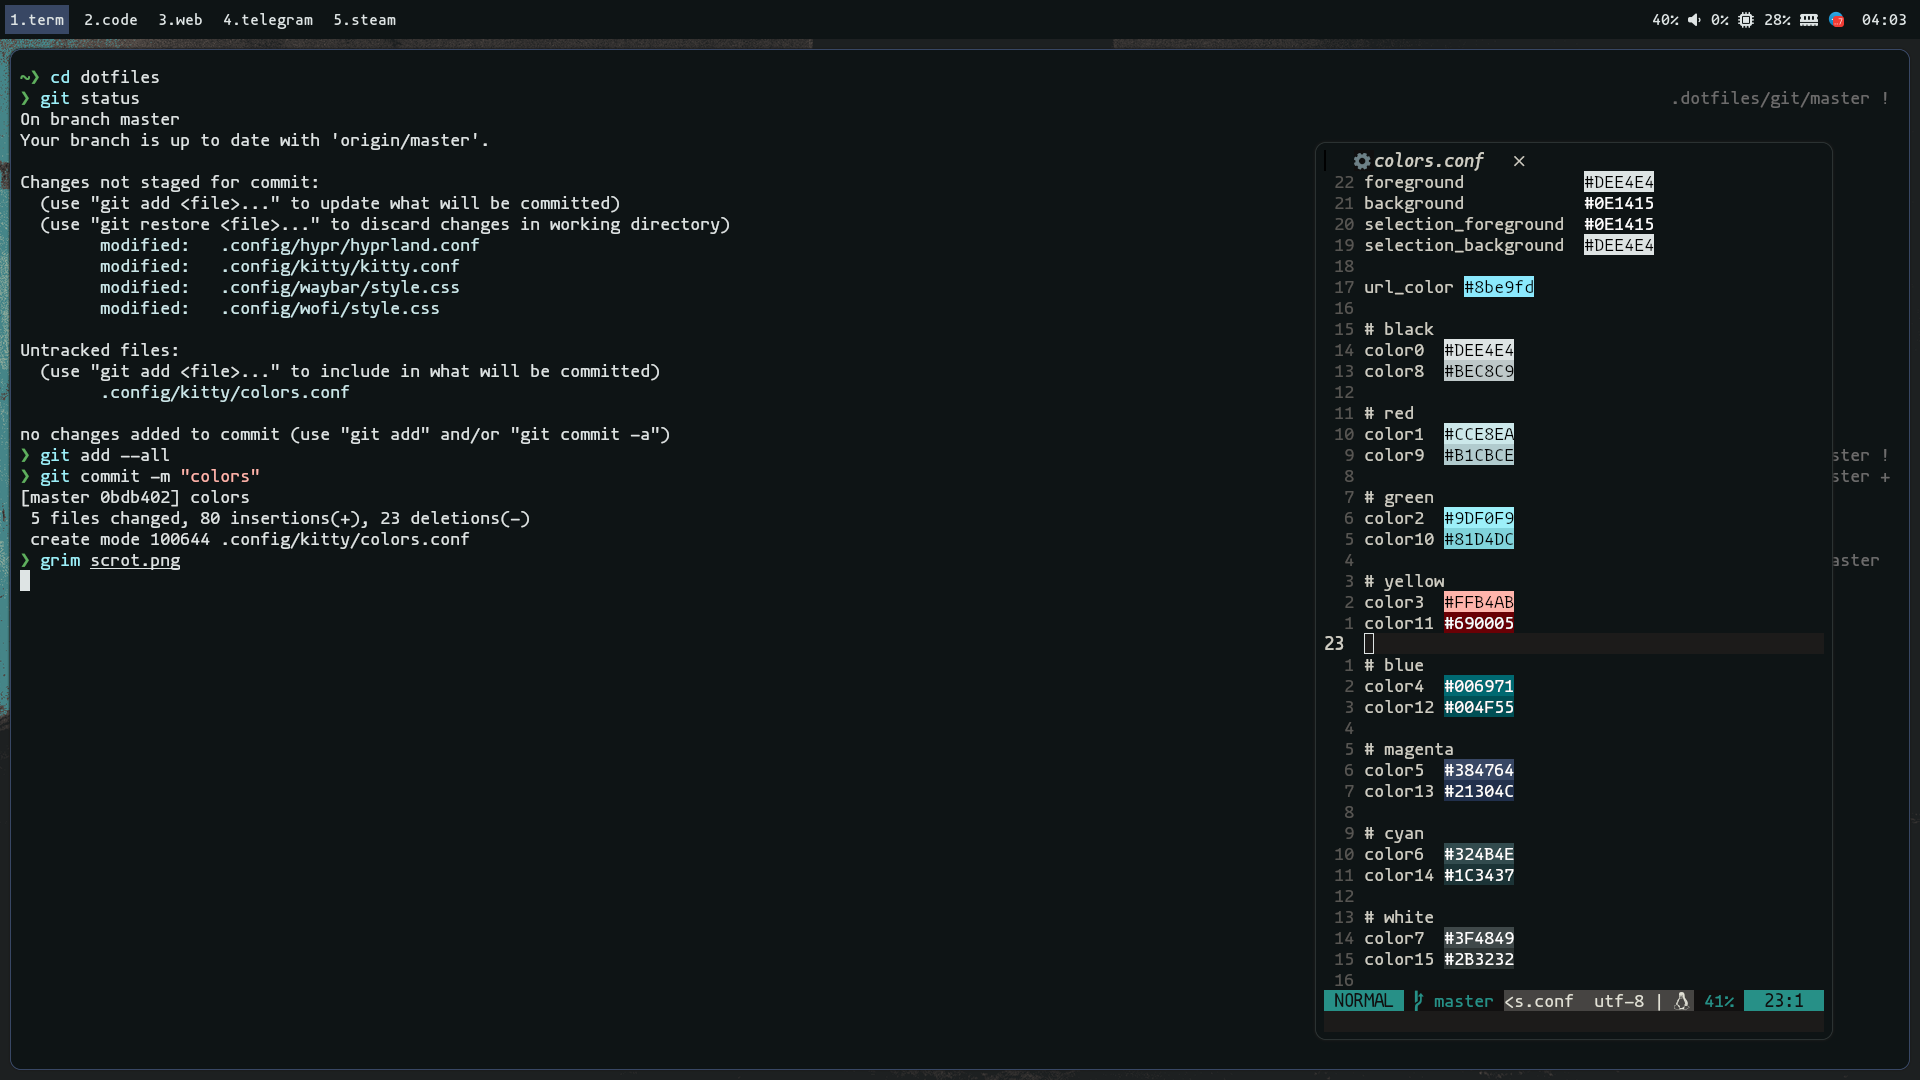 1.term 2.code 3.web 4.telegram 5.steam
40% 0% 28% 04:03
~❯ cd dotfiles
❯ git status
.dotfiles/git/master !
On branch master
Your branch is up to date with 'origin/master'.
Changes not staged for commit:
(use "git add <file>..." to update what will be committed)
(use "git restore <file>..." to discard changes in working directory)
modified: .config/hypr/hyprland.conf
modified: .config/kitty/kitty.conf
modified: .config/waybar/style.css
modified: .config/wofi/style.css
Untracked files:
(use "git add <file>..." to include in what will be committed)
.config/kitty/colors.conf
no changes added to commit (use "git add" and/or "git commit -a")
❯ git add --all
❯ git commit -m "colors"
[master 0bdb402] colors
5 files changed, 80 insertions(+), 23 deletions(-)
create mode 100644 .config/kitty/colors.conf
❯ grim scrot.png
colors.conf ×
22 foreground #DEE4E4
21 background #0E1415
20 selection_foreground #0E1415
19 selection_background #DEE4E4
18
17 url_color #8be9fd
16
15 # black
14 color0 #DEE4E4
13 color8 #BEC8C9
12
11 # red
10 color1 #CCE8EA
9 color9 #B1CBCE
8
7 # green
6 color2 #9DF0F9
5 color10 #81D4DC
4
3 # yellow
2 color3 #FFB4AB
1 color11 #690005
23
1 # blue
2 color4 #006971
3 color12 #004F55
4
5 # magenta
6 color5 #384764
7 color13 #21304C
8
9 # cyan
10 color6 #324B4E
11 color14 #1C3437
12
13 # white
14 color7 #3F4849
15 color15 #2B3232
16
NORMAL master <s.conf utf-8 | 41% 23:1
ster !
ster +
aster